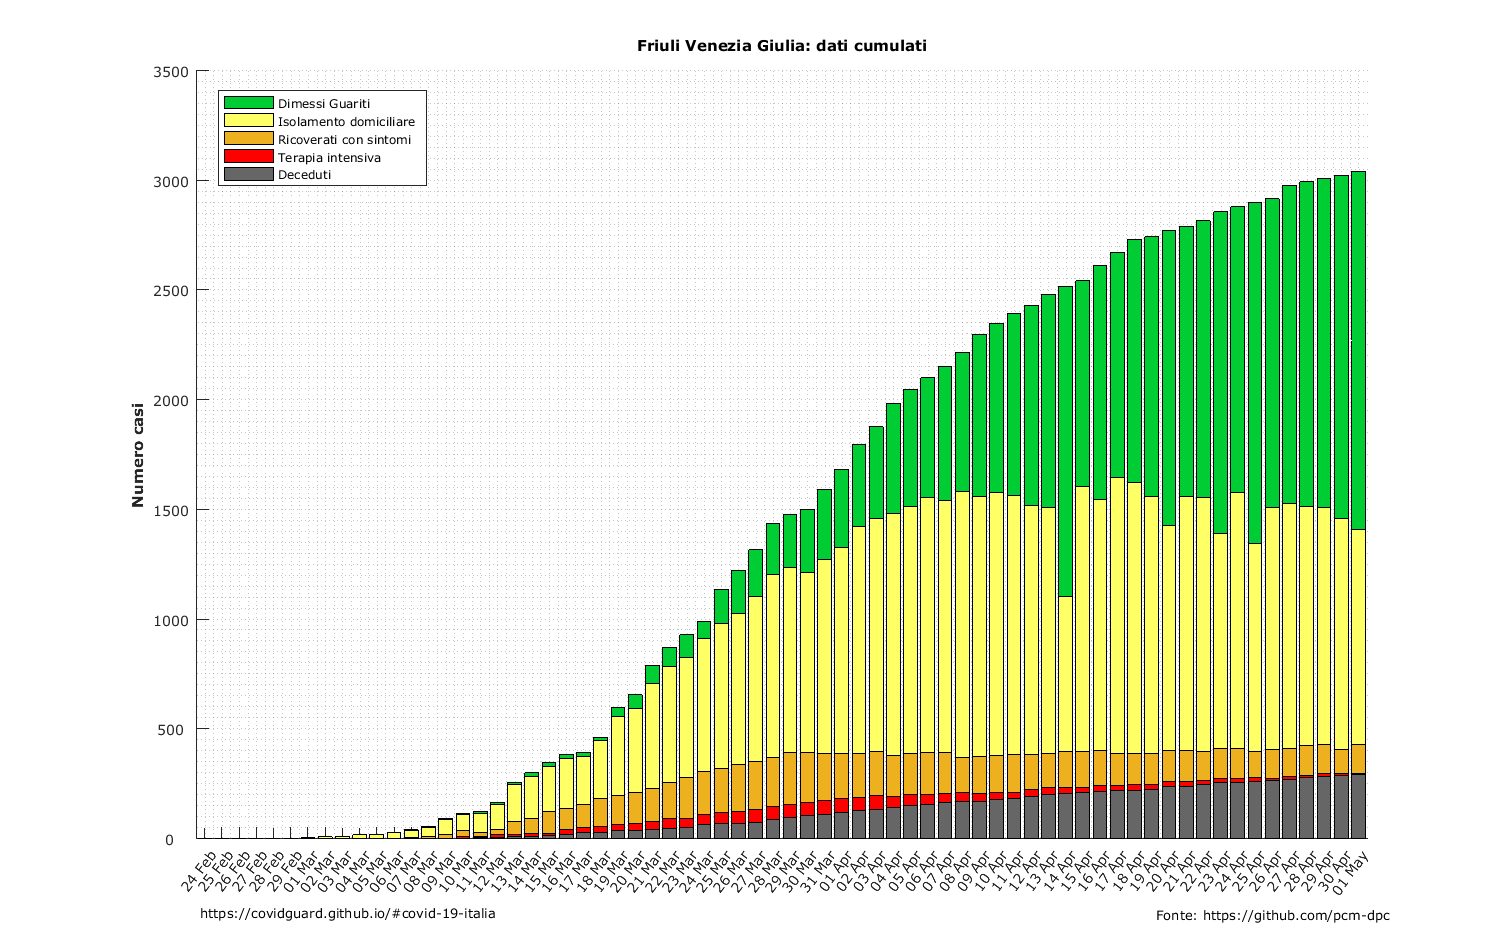 Friuli Venezia Giulia: dati cumulati
3500
3000
2500
2000
1500
1000
500
0
Numero casi
Dimessi Guariti
Isolamento domiciliare
Ricoverati con sintomi
Terapia intensiva
Deceduti
24 Feb
25 Feb
26 Feb
27 Feb
28 Feb
29 Feb
01 Mar
02 Mar
03 Mar
04 Mar
05 Mar
06 Mar
07 Mar
08 Mar
09 Mar
10 Mar
11 Mar
12 Mar
13 Mar
14 Mar
15 Mar
16 Mar
17 Mar
18 Mar
19 Mar
20 Mar
21 Mar
22 Mar
23 Mar
24 Mar
25 Mar
26 Mar
27 Mar
28 Mar
29 Mar
30 Mar
31 Mar
01 Apr
02 Apr
03 Apr
04 Apr
05 Apr
06 Apr
07 Apr
08 Apr
09 Apr
10 Apr
11 Apr
12 Apr
13 Apr
14 Apr
15 Apr
16 Apr
17 Apr
18 Apr
19 Apr
20 Apr
21 Apr
22 Apr
23 Apr
24 Apr
25 Apr
26 Apr
27 Apr
28 Apr
29 Apr
30 Apr
01 May
https://covidguard.github.io/#covid-19-italia
Fonte: https://github.com/pcm-dpc